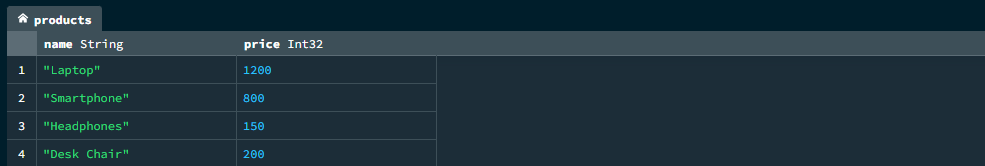 products
name String price Int32
1 "Laptop" 1200
2 "Smartphone" 800
3 "Headphones" 150
4 "Desk Chair" 200